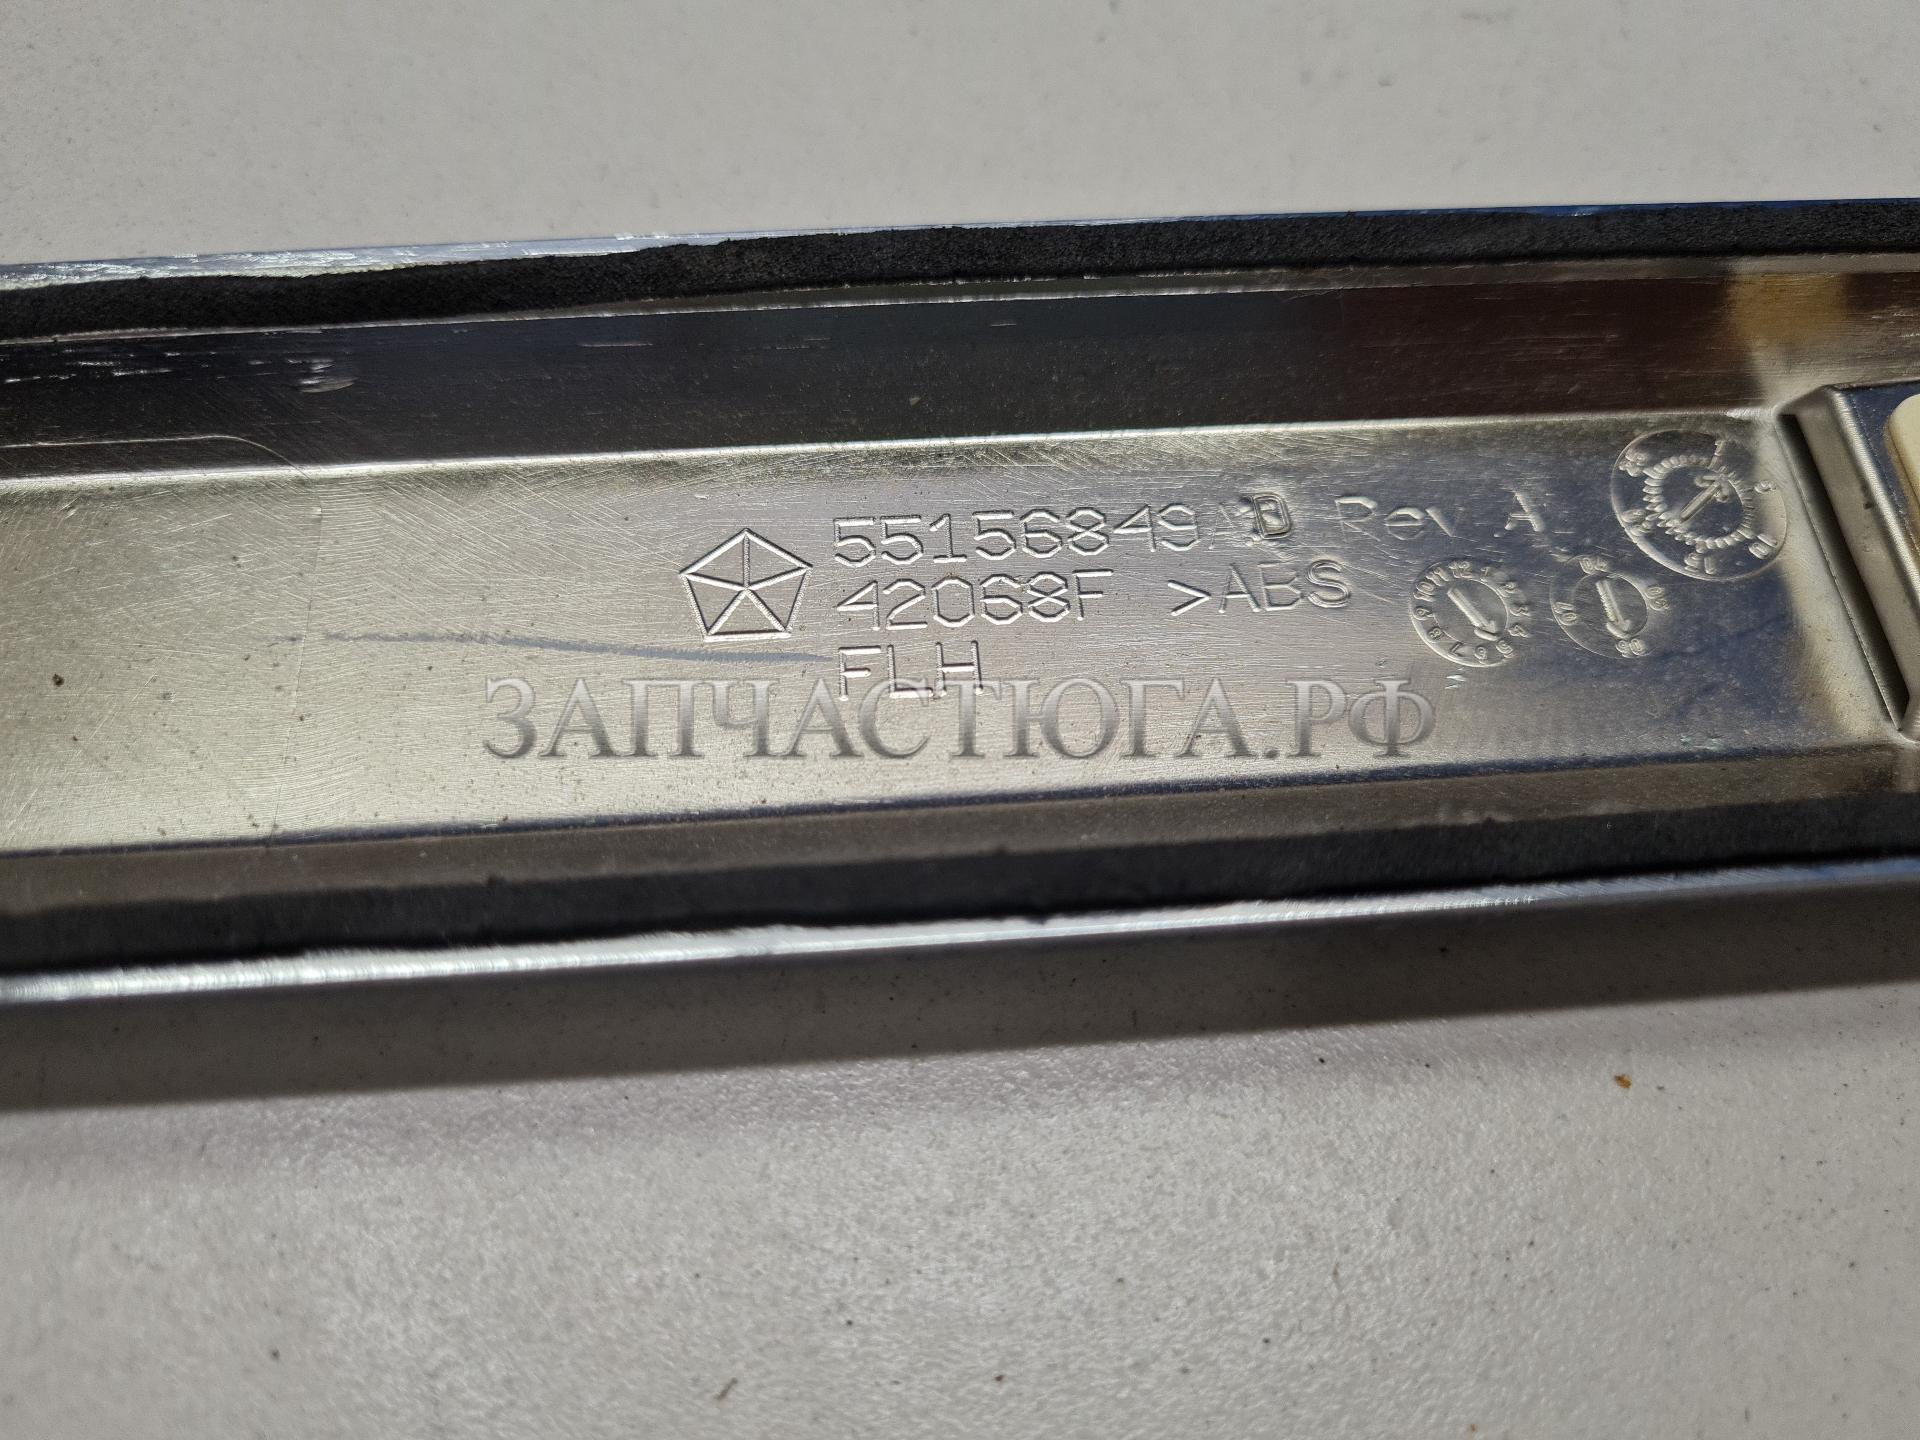 55156849AD Rev A
42068F >ABS
FLH
ЗАПЧАСТЮГА.РФ